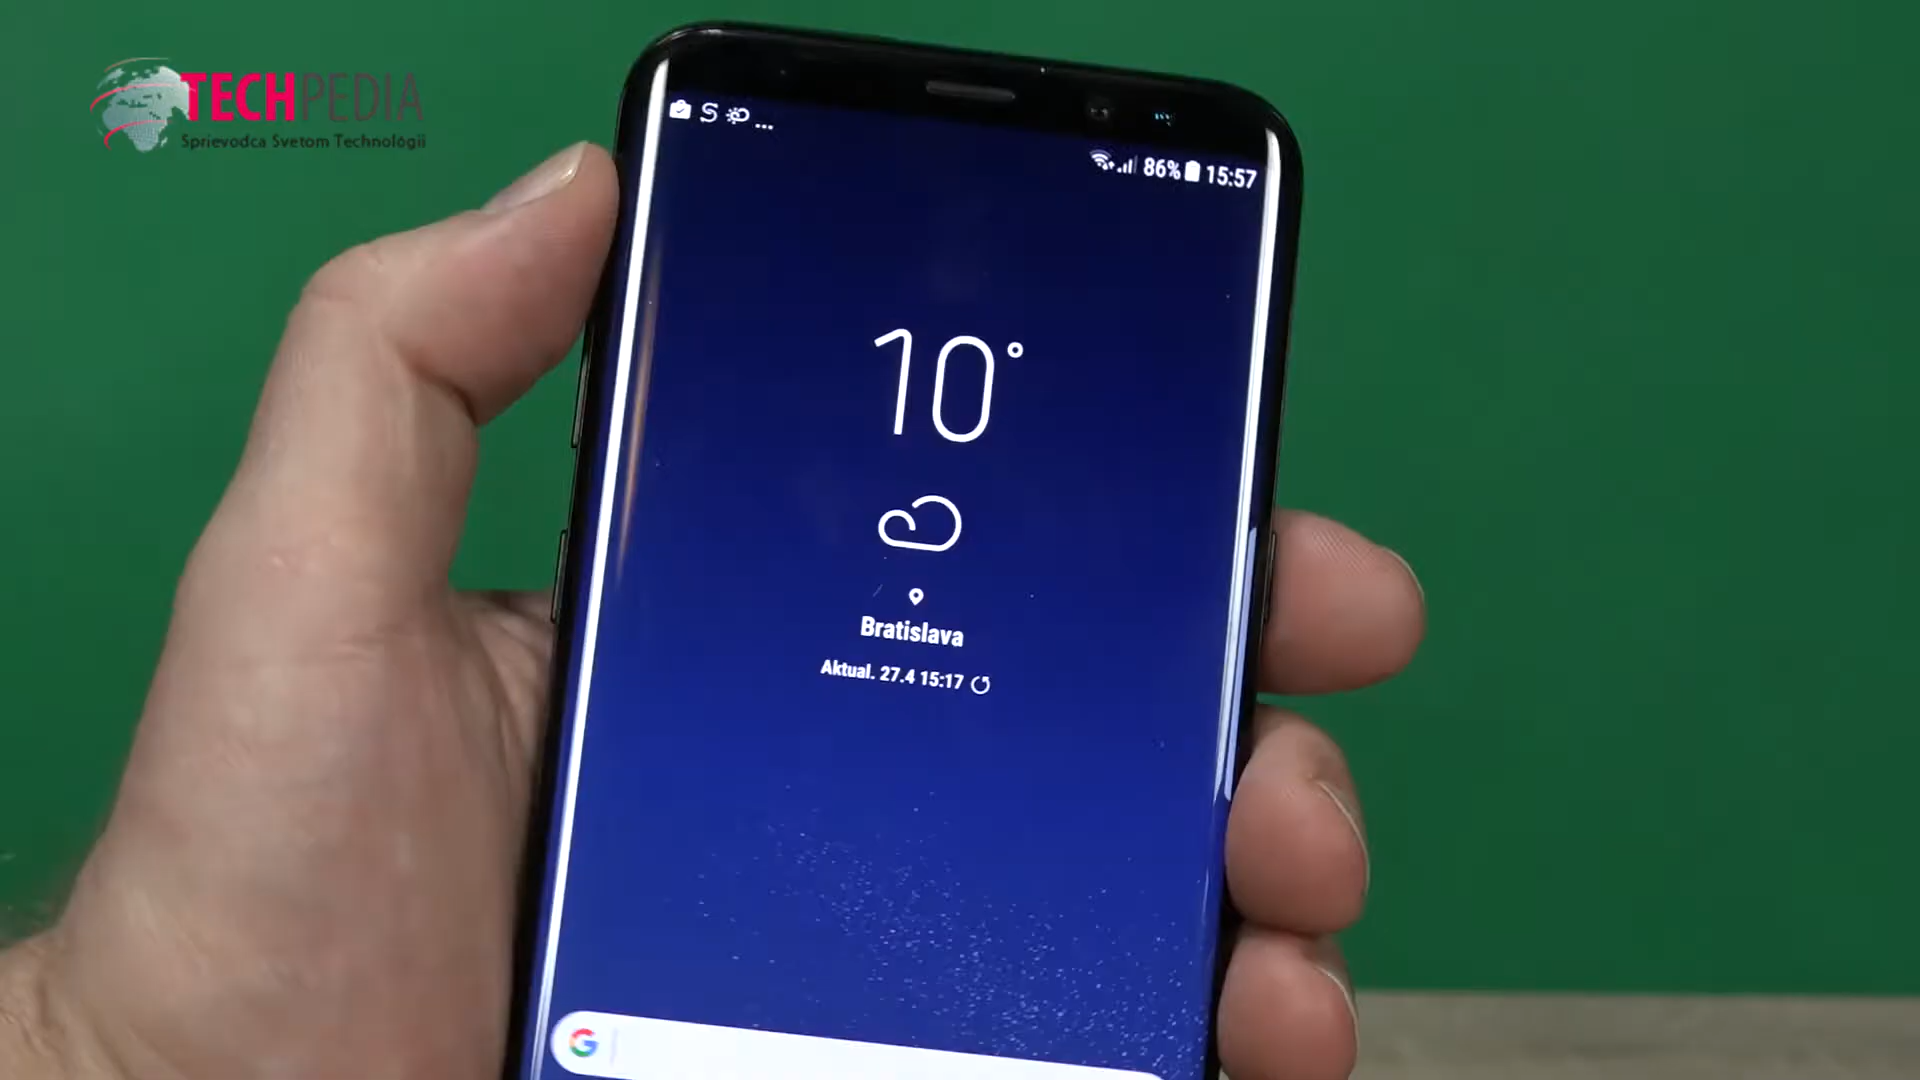 TECHPEDIA
Sprievodca Svetom Technológií
86% 15:57
10°
Bratislava
Aktual. 27.4 15:17
G